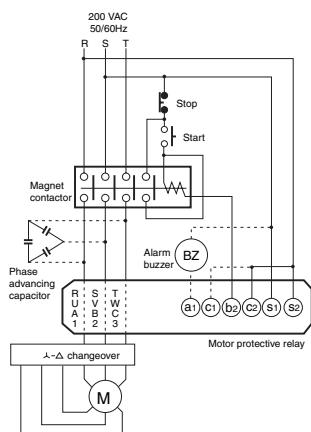 200 VAC
50/60Hz
R S T
Stop
Start
Magnet
contactor
Alarm
buzzer
BZ
Phase
advancing
capacitor
R S T
U V W
A B C
1 2 3
a1 c1 b2 c2 s1 s2
Motor protective relay
⅄-△ changeover
M